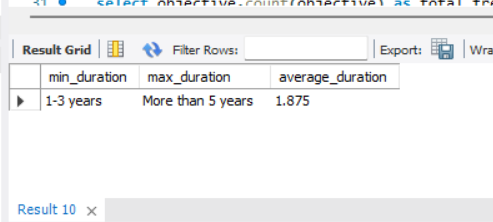 31 select objective,count(objective) as total_fre
Result Grid Filter Rows: Export: Wra
min_duration max_duration average_duration
1-3 years More than 5 years 1.875
Result 10 ×